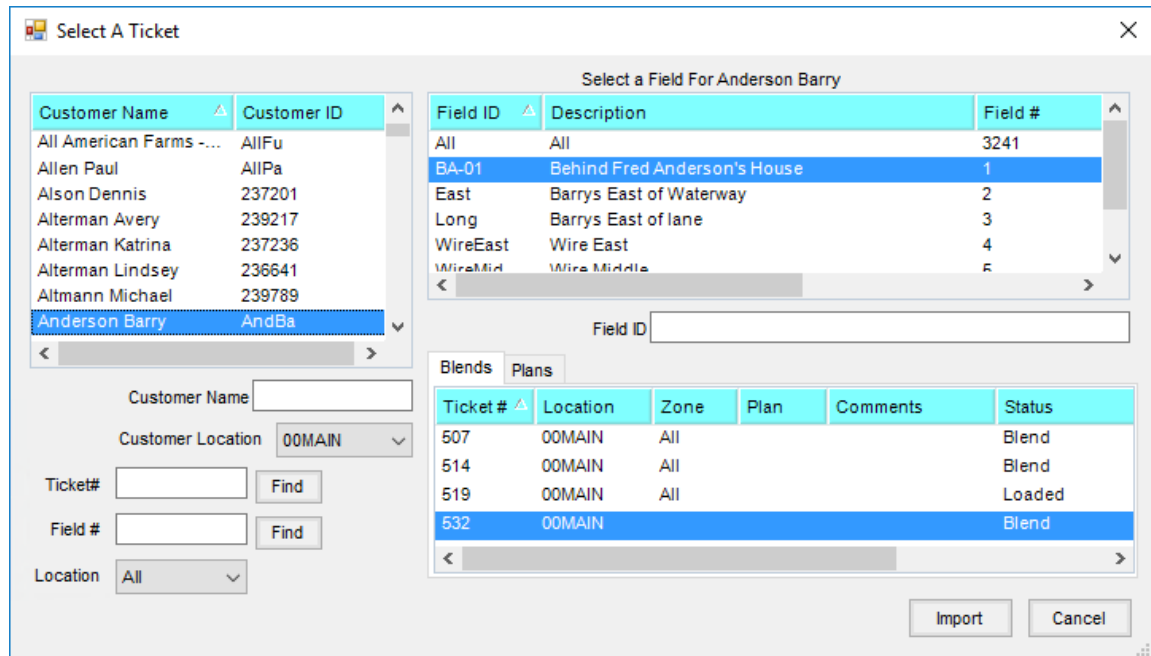 Select A Ticket
Customer Name Customer ID
All American Farms -... AllFu
Allen Paul AllPa
Alson Dennis 237201
Alterman Avery 239217
Alterman Katrina 237236
Alterman Lindsey 236641
Altmann Michael 239789
Anderson Barry AndBa
Customer Name
Customer Location 00MAIN
Ticket# Find
Field # Find
Location All
Select a Field For Anderson Barry
Field ID Description Field #
All All 3241
BA-01 Behind Fred Anderson's House 1
East Barrys East of Waterway 2
Long Barrys East of lane 3
WireEast Wire East 4
WireMid Wire Middle 5
Field ID
Blends Plans
Ticket # Location Zone Plan Comments Status
507 00MAIN All Blend
514 00MAIN All Blend
519 00MAIN All Loaded
532 00MAIN Blend
Import Cancel